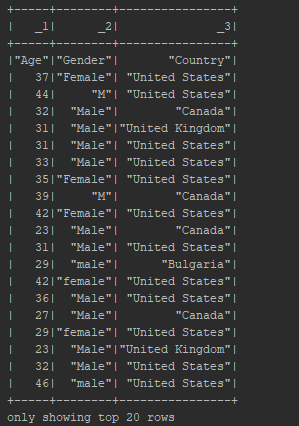 +-----+--------+----------------+
|   _1|      _2|              _3|
+-----+--------+----------------+
|"Age"|"Gender"|       "Country"|
|   37|"Female"| "United States"|
|   44|     "M"| "United States"|
|   32|  "Male"|        "Canada"|
|   31|  "Male"|"United Kingdom"|
|   31|  "Male"| "United States"|
|   33|  "Male"| "United States"|
|   35|"Female"| "United States"|
|   39|     "M"|        "Canada"|
|   42|"Female"| "United States"|
|   23|  "Male"|        "Canada"|
|   31|  "Male"| "United States"|
|   29|  "male"|      "Bulgaria"|
|   42|"female"| "United States"|
|   36|  "Male"| "United States"|
|   27|  "Male"|        "Canada"|
|   29|"female"| "United States"|
|   23|  "Male"|"United Kingdom"|
|   32|  "Male"| "United States"|
|   46|  "male"| "United States"|
+-----+--------+----------------+
only showing top 20 rows